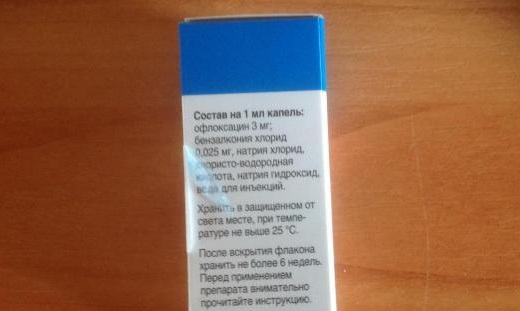 Состав на 1 мл капель:
офлоксацин 3 мг;
бензалкония хлорид
0,025 мг, натрия хлорид,
хлористо-водородная
кислота, натрия гидроксид,
вода для инъекций.
Хранить в защищенном от
света месте, при темпе-
ратуре не выше 25 °С.
После вскрытия флакона
хранить не более 6 недель.
Перед применением
препарата внимательно
прочитайте инструкцию.